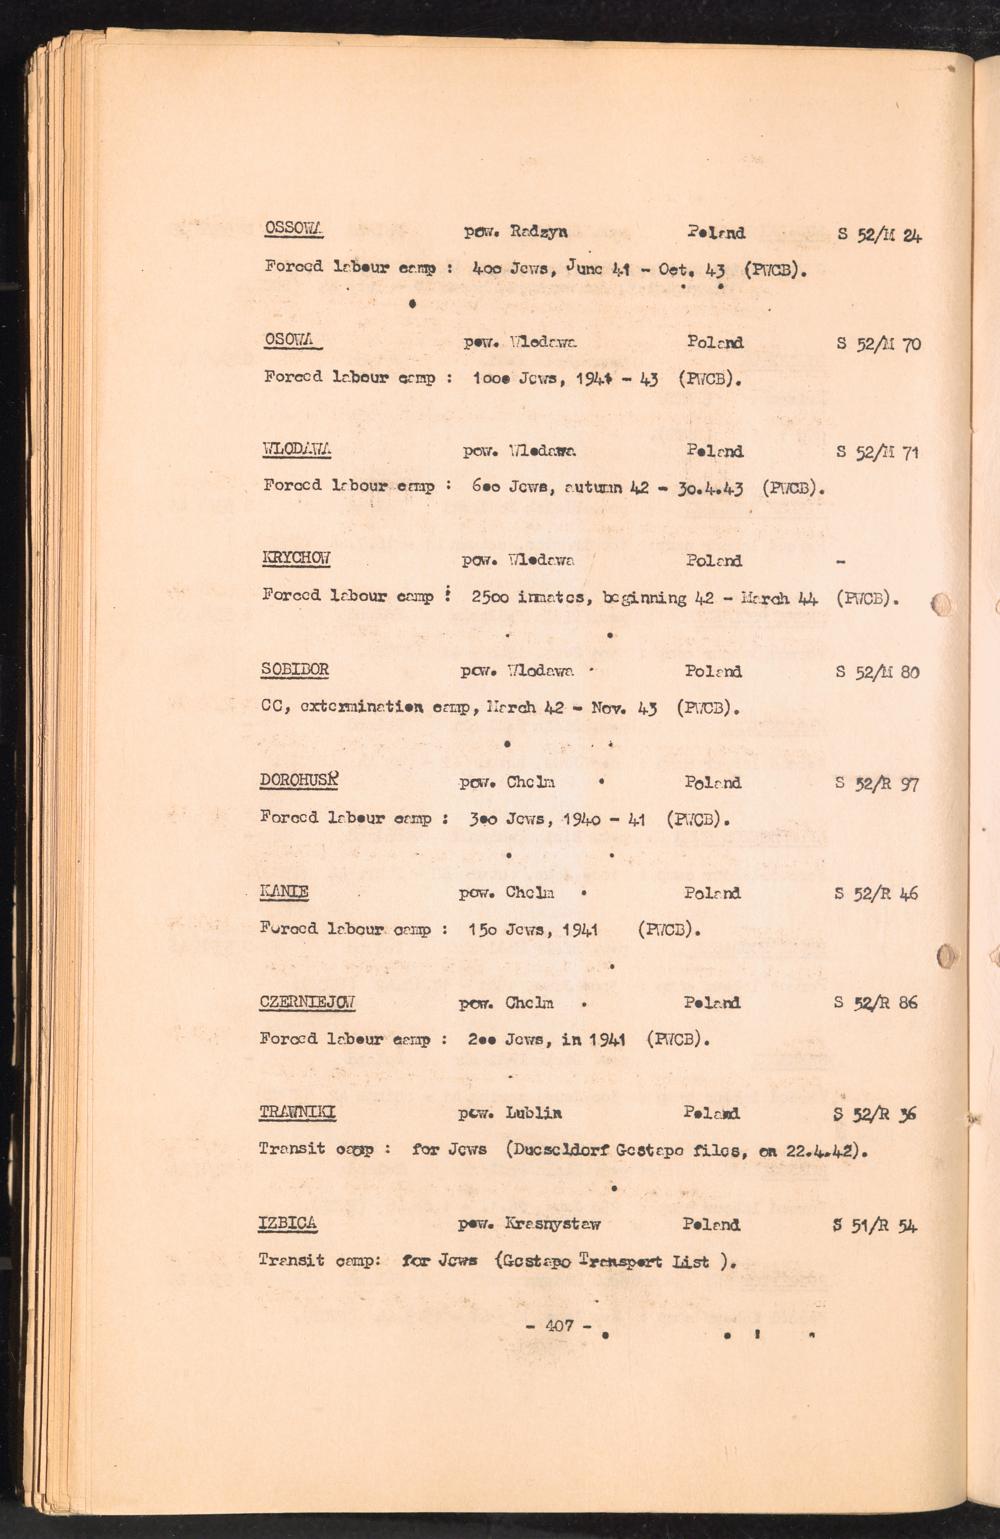 OSSOWA pow. Radzyn Poland S 52/M 24
Forced labour camp : 400 Jews, June 41 - Oct. 43 (PWCB).
OSOWA pow. Wlodawa Poland S 52/M 70
Forced labour camp : 1000 Jews, 1941 - 43 (PWCB).
WLODAWA pow. Wlodawa Poland S 52/M 71
Forced labour camp : 600 Jews, autumn 42 - 30.4.43 (PWCB).
KRYCHOW pow. Wlodawa Poland -
Forced labour camp : 2500 inmates, beginning 42 - March 44 (PWCB).
SOBIBOR pow. Wlodawa Poland S 52/M 80
CC, extermination camp, March 42 - Nov. 43 (PWCB).
DOROHUSK pow. Chelm Poland S 52/R 97
Forced labour camp : 300 Jews, 1940 - 41 (PWCB).
KANIE pow. Chelm Poland S 52/R 46
Forced labour camp : 150 Jews, 1941 (PWCB).
CZERNIEJOW pow. Chelm Poland S 52/R 86
Forced labour camp : 200 Jews, in 1941 (PWCB).
TRAWNIKI pow. Lublin Poland S 52/R 36
Transit camp : for Jews (Duesseldorf Gestapo files, on 22.4.42).
IZBICA pow. Krasnystaw Poland S 51/R 54
Transit camp: for Jews (Gestapo Transport List ).
- 407 -